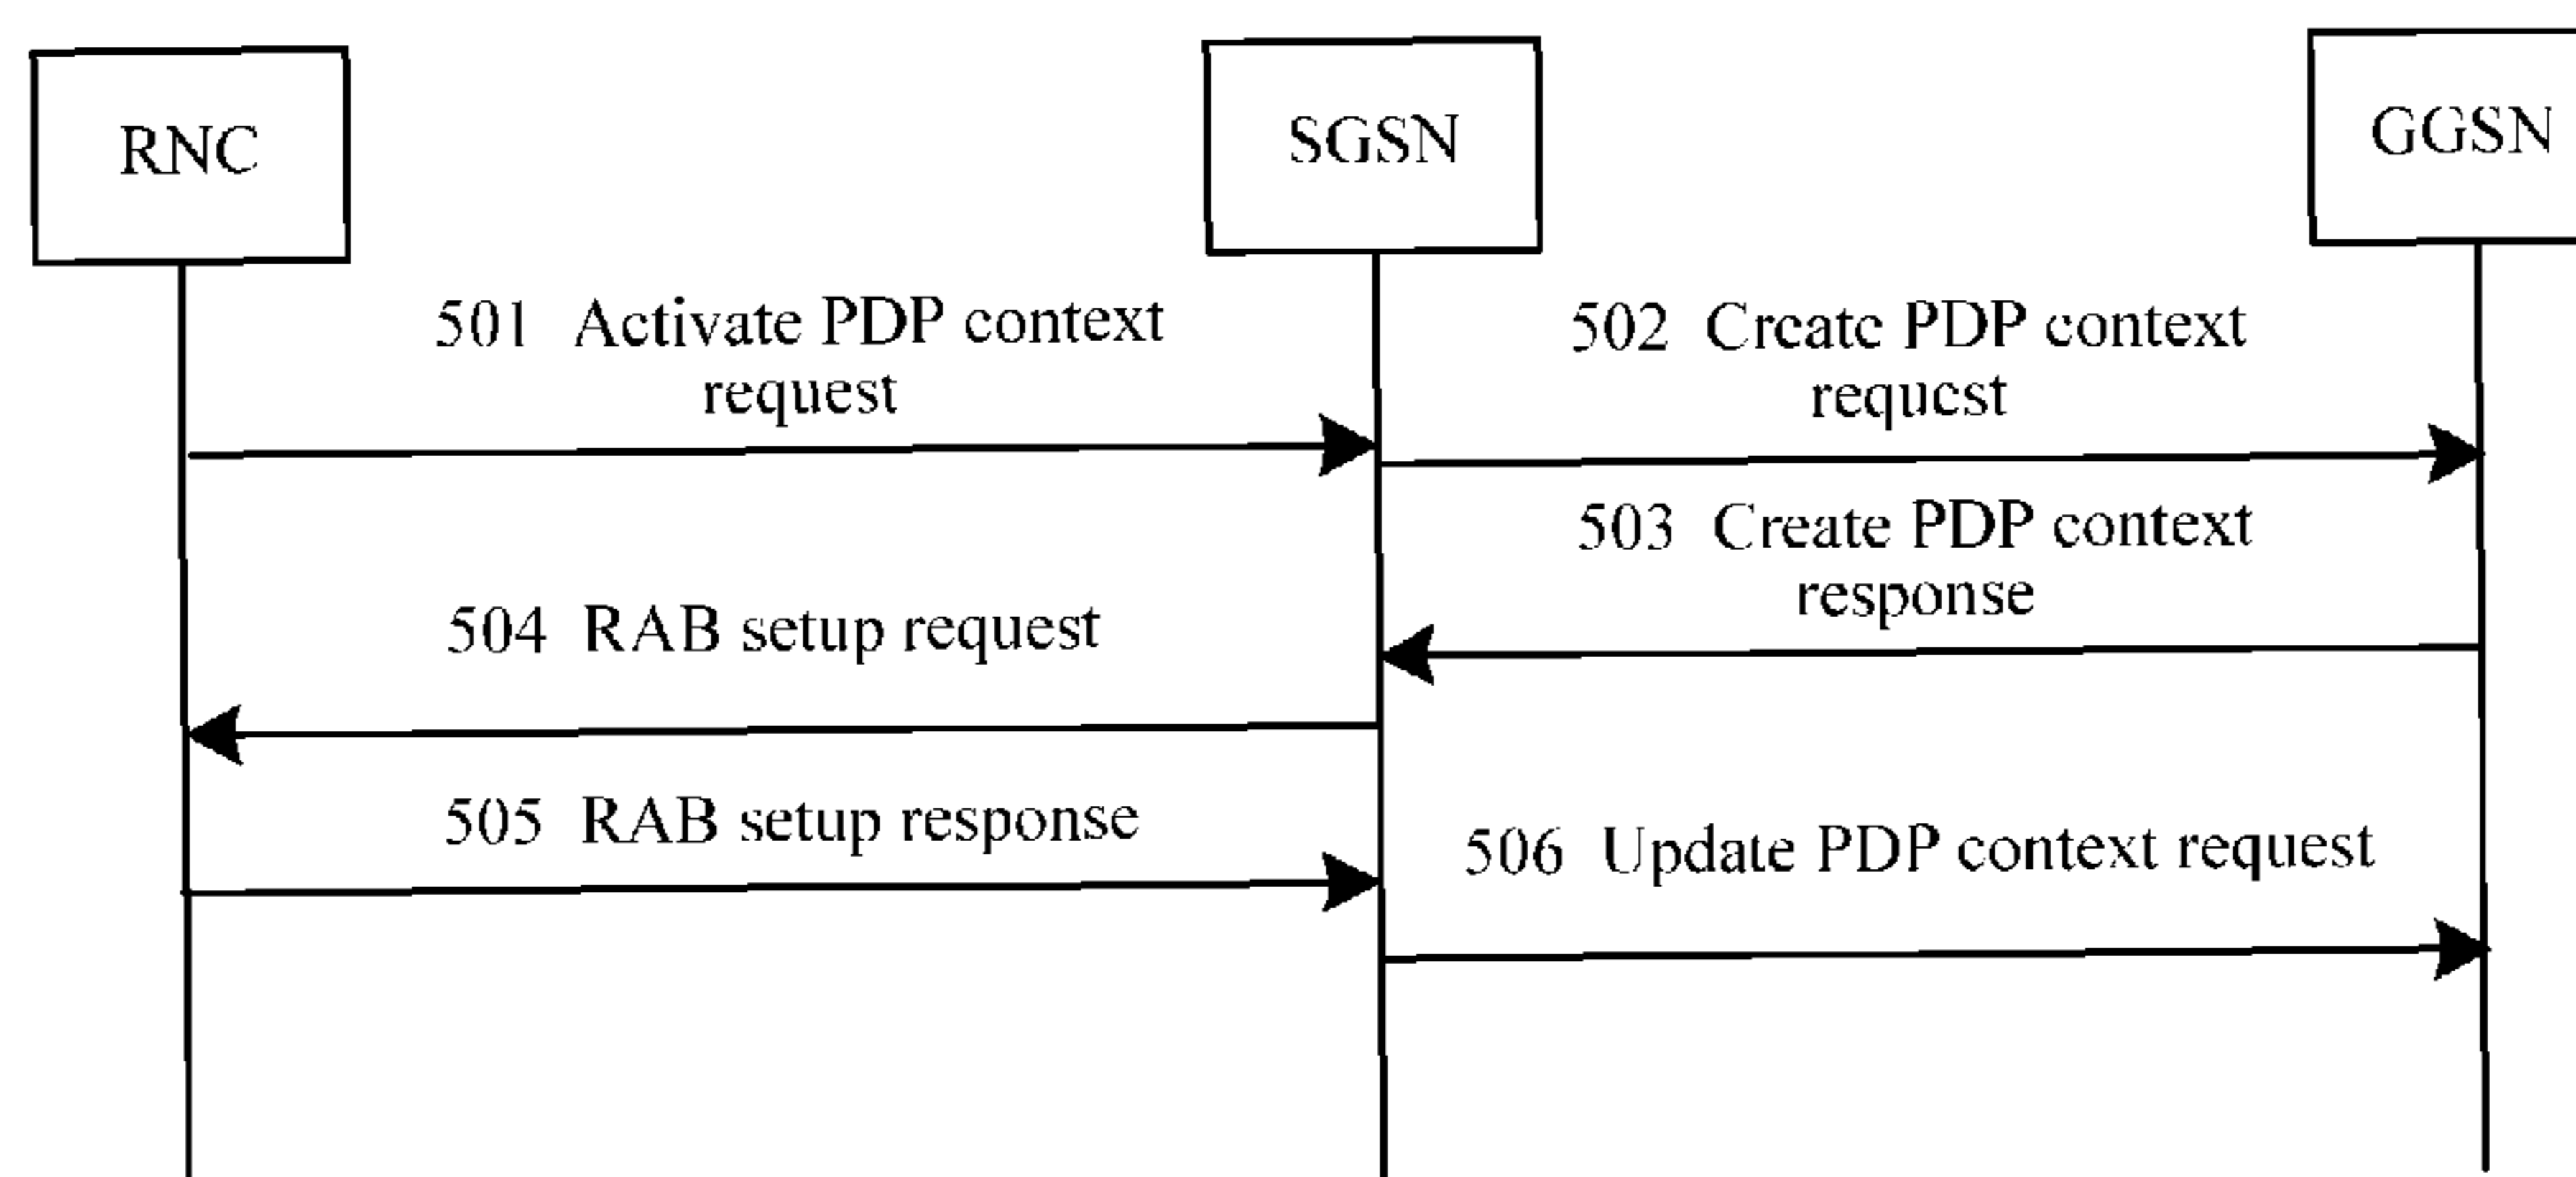 RNC
SGSN
GGSN
501 Activate PDP context
request
502 Create PDP context
request
503 Create PDP context
response
504 RAB setup request
505 RAB setup response
506 Update PDP context request